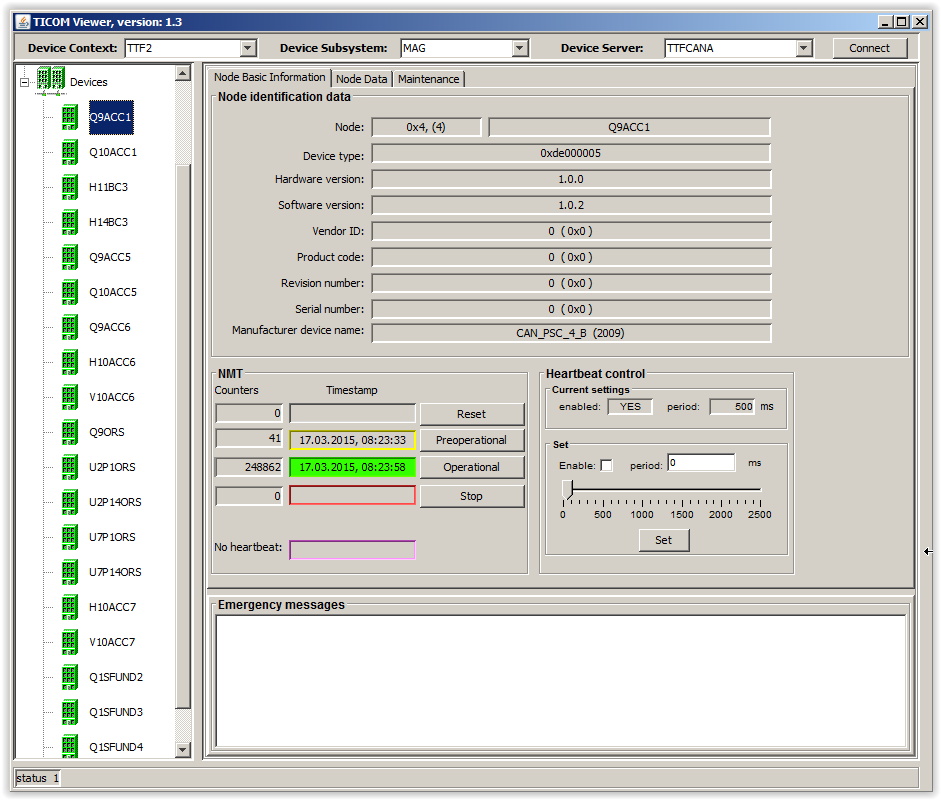 TICOM Viewer, version: 1.3
Device Context: TTF2 Device Subsystem: MAG Device Server: TTFCANA Connect
Devices
Q9ACC1
Q10ACC1
H11BC3
H14BC3
Q9ACC5
Q10ACC5
Q9ACC6
H10ACC6
V10ACC6
Q9ORS
U2P1ORS
U2P14ORS
U7P1ORS
U7P14ORS
H10ACC7
V10ACC7
Q1SFUND2
Q1SFUND3
Q1SFUND4
Node Basic Information Node Data Maintenance
Node identification data
Node: 0x4, (4) Q9ACC1
Device type: 0xde000005
Hardware version: 1.0.0
Software version: 1.0.2
Vendor ID: 0 ( 0x0 )
Product code: 0 ( 0x0 )
Revision number: 0 ( 0x0 )
Serial number: 0 ( 0x0 )
Manufacturer device name: CAN_PSC_4_B (2009)
NMT
Counters Timestamp
0 Reset
41 17.03.2015, 08:23:33 Preoperational
248862 17.03.2015, 08:23:58 Operational
0 Stop
No heartbeat:
Heartbeat control
Current settings
enabled: YES period: 500 ms
Set
Enable: period: 0 ms
0 500 1000 1500 2000 2500
Set
Emergency messages
status 1